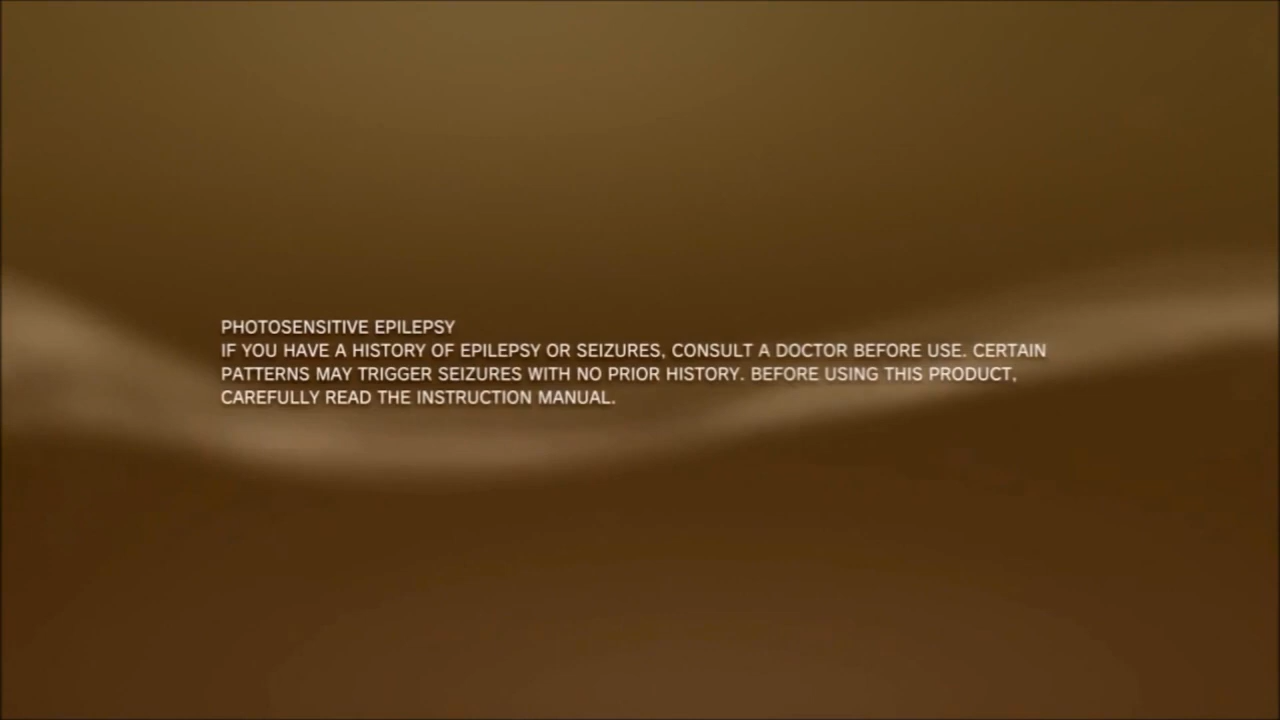 PHOTOSENSITIVE EPILEPSY
IF YOU HAVE A HISTORY OF EPILEPSY OR SEIZURES, CONSULT A DOCTOR BEFORE USE. CERTAIN
PATTERNS MAY TRIGGER SEIZURES WITH NO PRIOR HISTORY. BEFORE USING THIS PRODUCT,
CAREFULLY READ THE INSTRUCTION MANUAL.